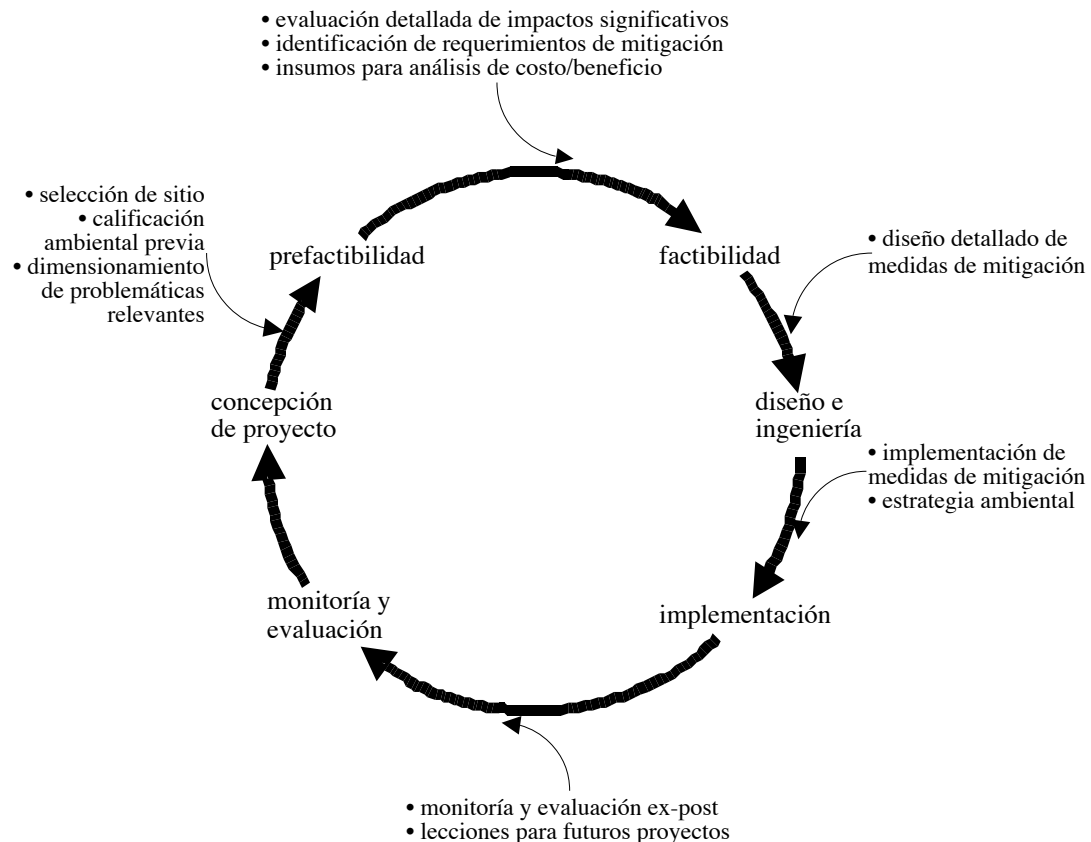 • evaluación detallada de impactos significativos
• identificación de requerimientos de mitigación
• insumos para análisis de costo/beneficio
• selección de sitio
• calificación
ambiental previa
• dimensionamiento
de problemáticas
relevantes
prefactibilidad
factibilidad
• diseño detallado de
medidas de mitigación
concepción
de proyecto
diseño e
ingeniería
• implementación de
medidas de mitigación
• estrategia ambiental
monitoría y
evaluación
implementación
• monitoría y evaluación ex-post
• lecciones para futuros proyectos